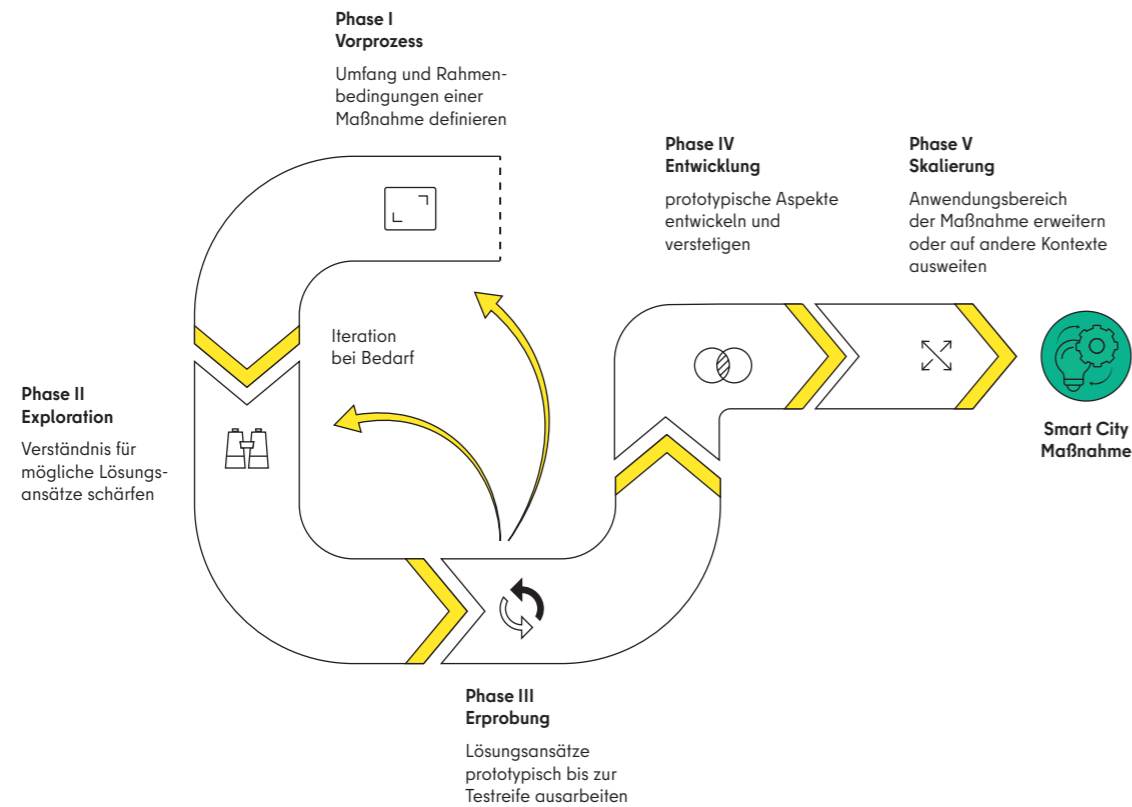 Phase I
Vorprozess
Umfang und Rahmen-
bedingungen einer
Maßnahme definieren
Phase II
Exploration
Verständnis für
mögliche Lösungs-
ansätze schärfen
Iteration
bei Bedarf
Phase III
Erprobung
Lösungsansätze
prototypisch bis zur
Testreife ausarbeiten
Phase IV
Entwicklung
prototypische Aspekte
entwickeln und
verstetigen
Phase V
Skalierung
Anwendungsbereich
der Maßnahme erweitern
oder auf andere Kontexte
ausweiten
Smart City
Maßnahme